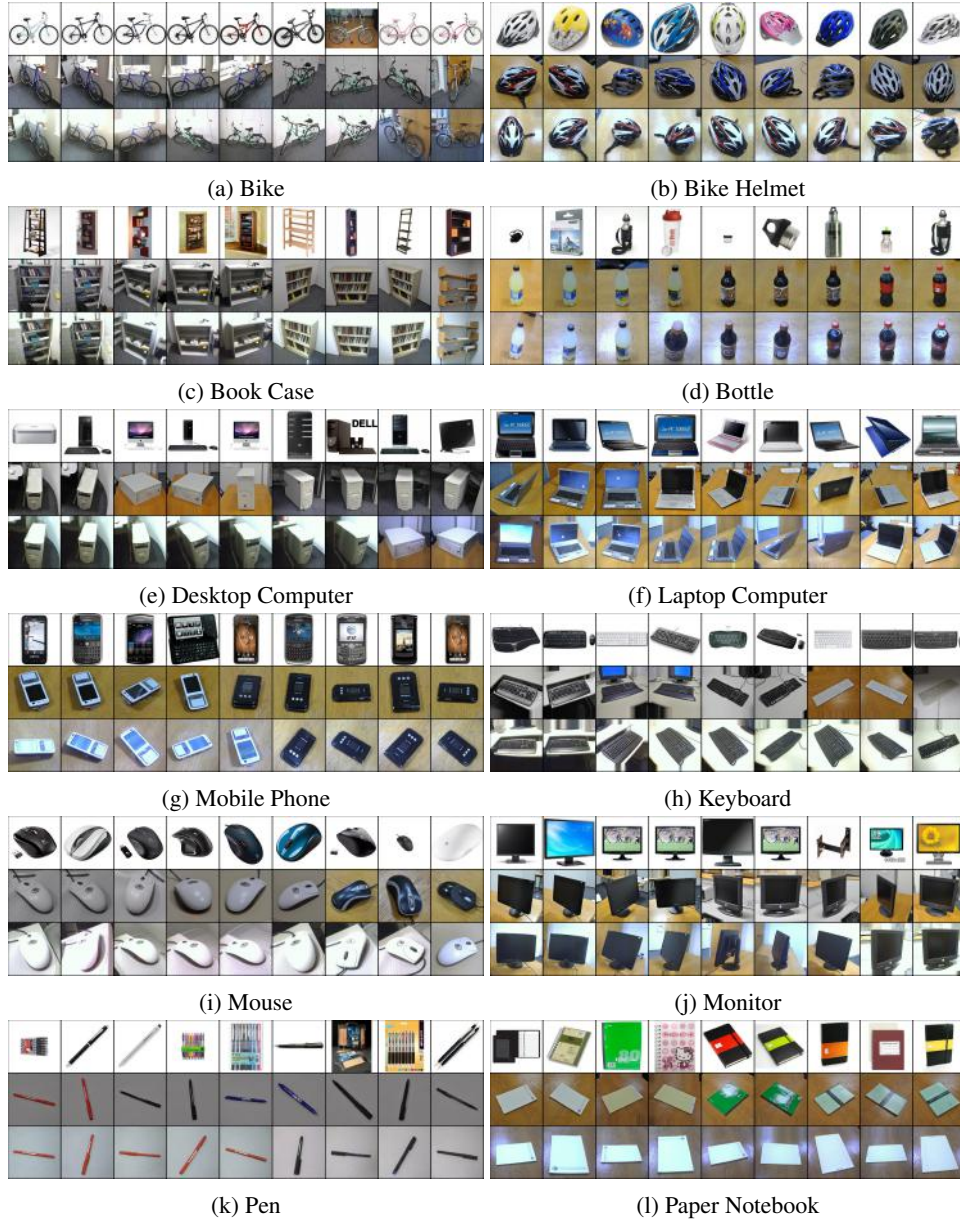 (a) Bike
(b) Bike Helmet
(c) Book Case
(d) Bottle
DELL
(e) Desktop Computer
(f) Laptop Computer
(g) Mobile Phone
(h) Keyboard
(i) Mouse
(j) Monitor
80
(k) Pen
(l) Paper Notebook